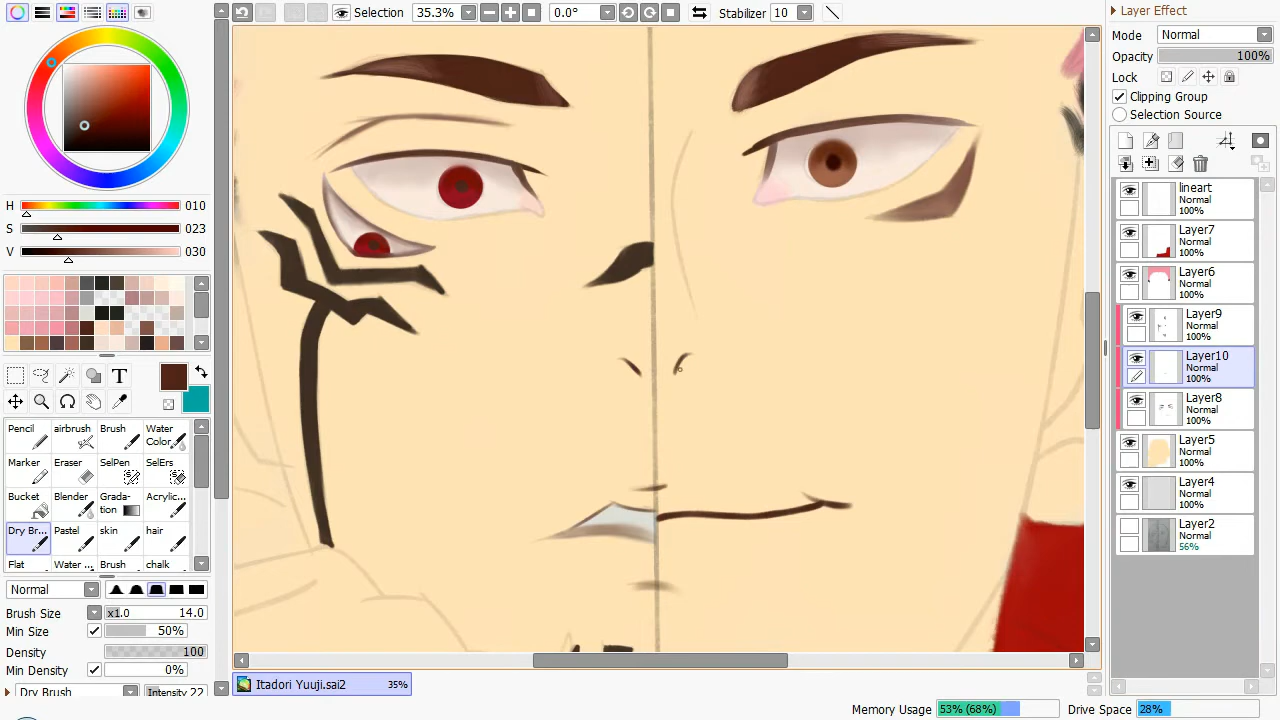 Selection 35.3% 0.0° Stabilizer 10
Layer Effect
Mode Normal
Opacity 100%
Lock
Clipping Group
Selection Source
H 010
S 023
V 030
T
Pencil airbrush Brush Water Color
Marker Eraser SelPen SelErs
Bucket Blender Grada-tion Acrylic...
Dry Br... Pastel skin hair
Flat Water ... Brush chalk
Normal
Brush Size x1.0 14.0
Min Size 50%
Density 100
Min Density 0%
Dry Brush Intensity 22
lineart
Normal
100%
Layer7
Normal
100%
Layer6
Normal
100%
Layer9
Normal
100%
Layer10
Normal
100%
Layer8
Normal
100%
Layer5
Normal
100%
Layer4
Normal
100%
Layer2
Normal
56%
Itadori Yuuji.sai2 35%
Memory Usage 53% (68%) Drive Space 28%